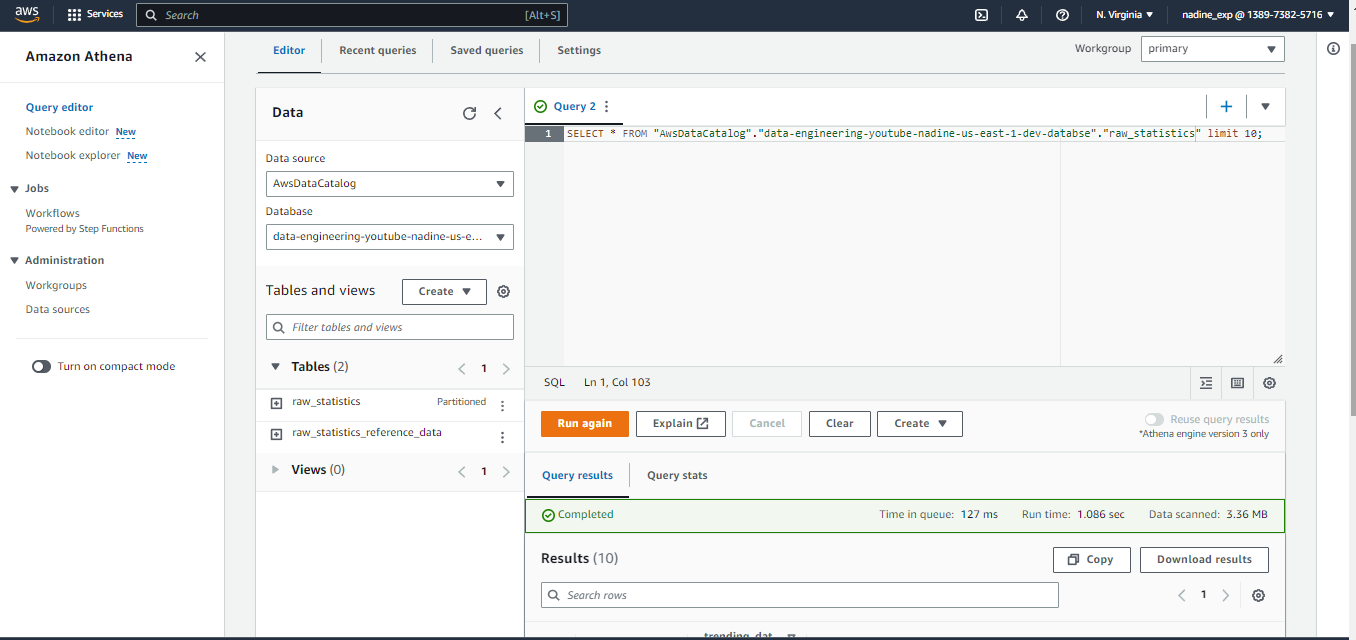 aws
Services
Search
[Alt+S]
N. Virginia
nadine_exp @ 1389-7382-5716
Amazon Athena
Query editor
Notebook editor New
Notebook explorer New
Jobs
Workflows
Powered by Step Functions
Administration
Workgroups
Data sources
Turn on compact mode
Editor
Recent queries
Saved queries
Settings
Workgroup
primary
Data
Data source
AwsDataCatalog
Database
data-engineering-youtube-nadine-us-e...
Tables and views
Create
Filter tables and views
Tables (2)
1
raw_statistics
Partitioned
raw_statistics_reference_data
Views (0)
1
Query 2
1 SELECT * FROM "AwsDataCatalog"."data-engineering-youtube-nadine-us-east-1-dev-databse"."raw_statistics" limit 10;
SQL
Ln 1, Col 103
Run again
Explain
Cancel
Clear
Create
Reuse query results
*Athena engine version 3 only
Query results
Query stats
Completed
Time in queue: 127 ms
Run time: 1.086 sec
Data scanned: 3.36 MB
Results (10)
Copy
Download results
Search rows
1
trending_dat